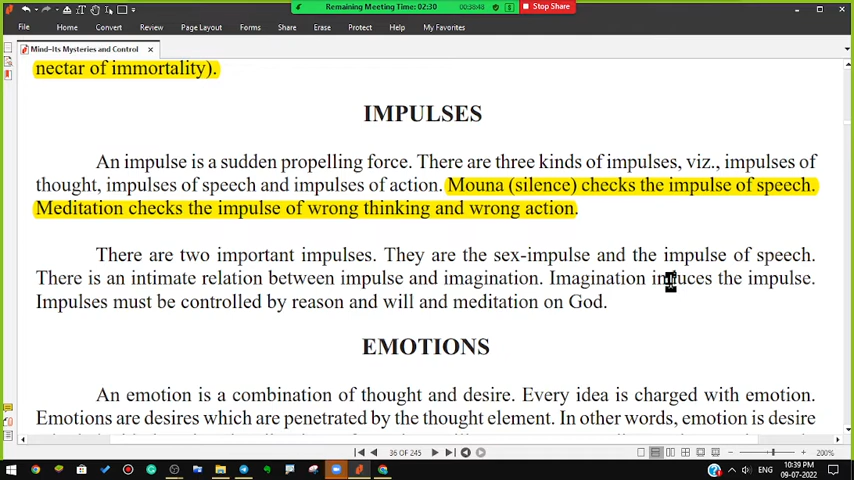 Remaining Meeting Time: 02:30
Stop Share
File
Home
Convert
Review
Page Layout
Forms
Share
Erase
Protect
Help
My Favorites
Mind–Its Mysteries and Control
nectar of immortality).
IMPULSES
An impulse is a sudden propelling force. There are three kinds of impulses, viz., impulses of
thought, impulses of speech and impulses of action. Mouna (silence) checks the impulse of speech.
Meditation checks the impulse of wrong thinking and wrong action.
There are two important impulses. They are the sex-impulse and the impulse of speech.
There is an intimate relation between impulse and imagination. Imagination induces the impulse.
Impulses must be controlled by reason and will and meditation on God.
EMOTIONS
An emotion is a combination of thought and desire. Every idea is charged with emotion.
Emotions are desires which are penetrated by the thought element. In other words, emotion is desire
36 OF 245
200%
ENG
10:39 PM
09-07-2022